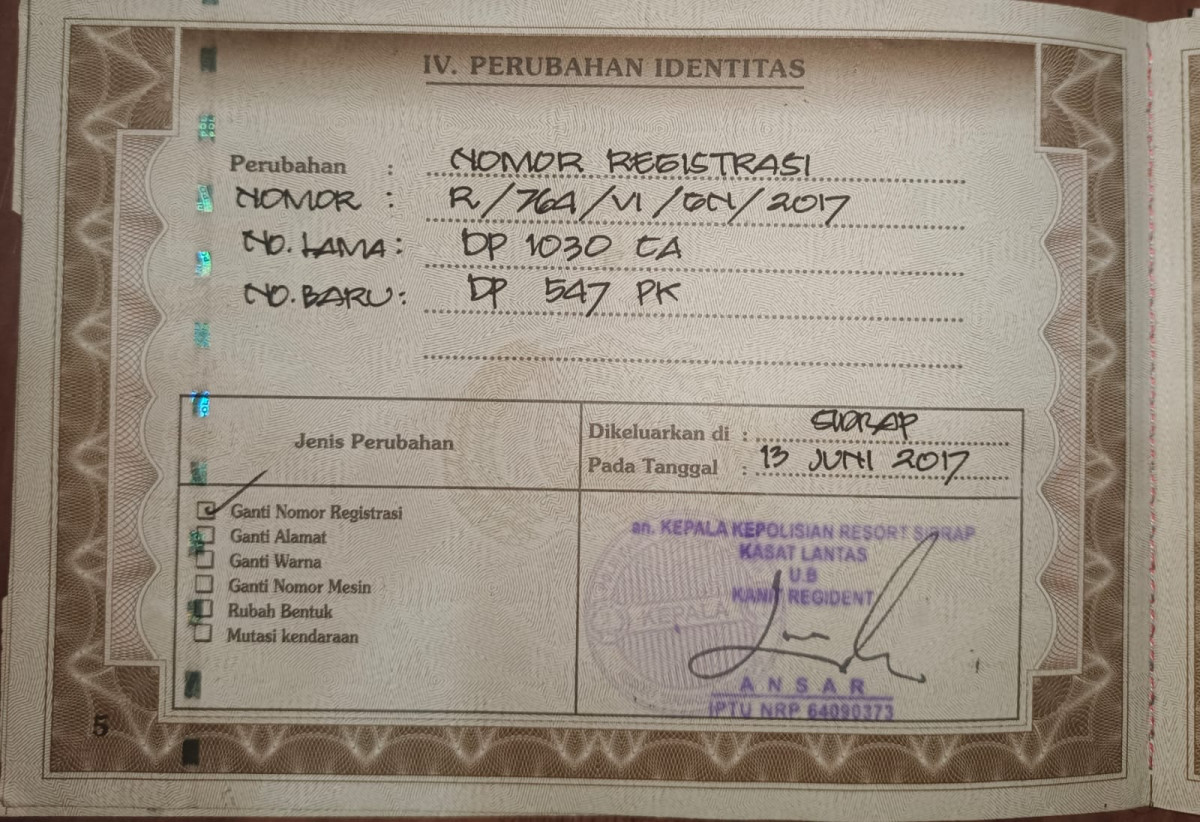 IV. PERUBAHAN IDENTITAS
Perubahan : NOMOR REGISTRASI
NOMOR : R/764/VI/EN/2017
NO. LAMA : DP 1030 CA
NO. BARU : DP 547 PK
Jenis Perubahan
Dikeluarkan di : SIDRAP
Pada Tanggal : 13 JUNI 2017
Ganti Nomor Registrasi
Ganti Alamat
Ganti Warna
Ganti Nomor Mesin
Rubah Bentuk
Mutasi kendaraan
an. KEPALA KEPOLISIAN RESORT SIDRAP
KASAT LANTAS
U.B
KANIT REGIDENT
KEPALA
ANSAR
IPTU NRP 64090373
5